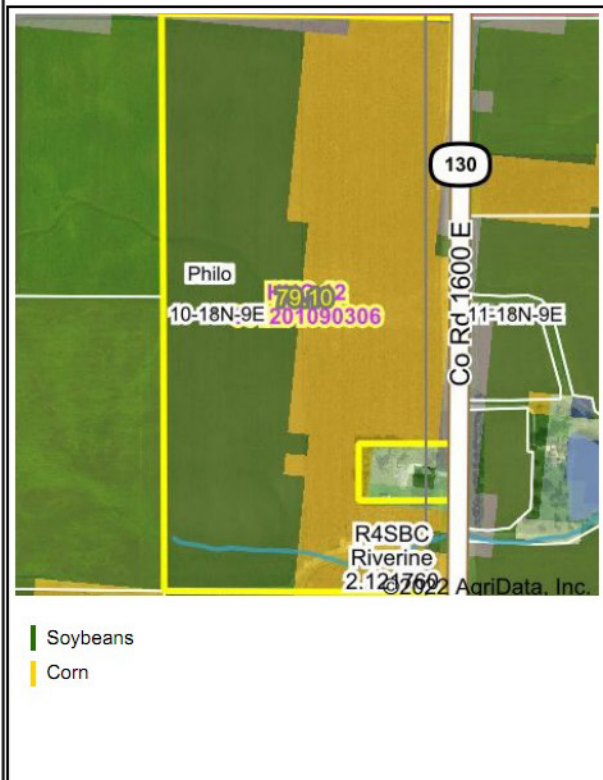 130
Co Rd 1600 E
Philo
79.10
10-18N-9E
201090306
11-18N-9E
R4SBC
Riverine
2.121760
©2022 AgriData, Inc.
Soybeans
Corn